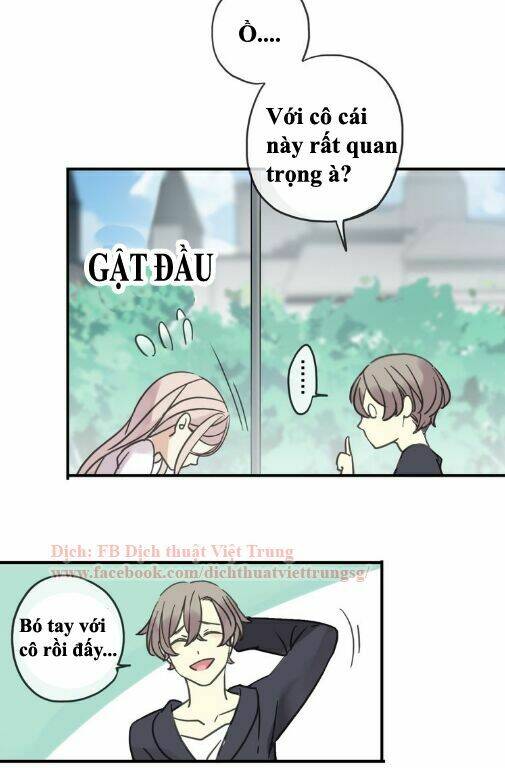 Ồ....
Với cô cái
này rất quan
trọng à?
GẬT ĐẦU
......
Dịch: FB Dịch thuật Việt Trung
www.facebook.com/dichthuatviettrungsg/
Bó tay với
cô rồi đấy...